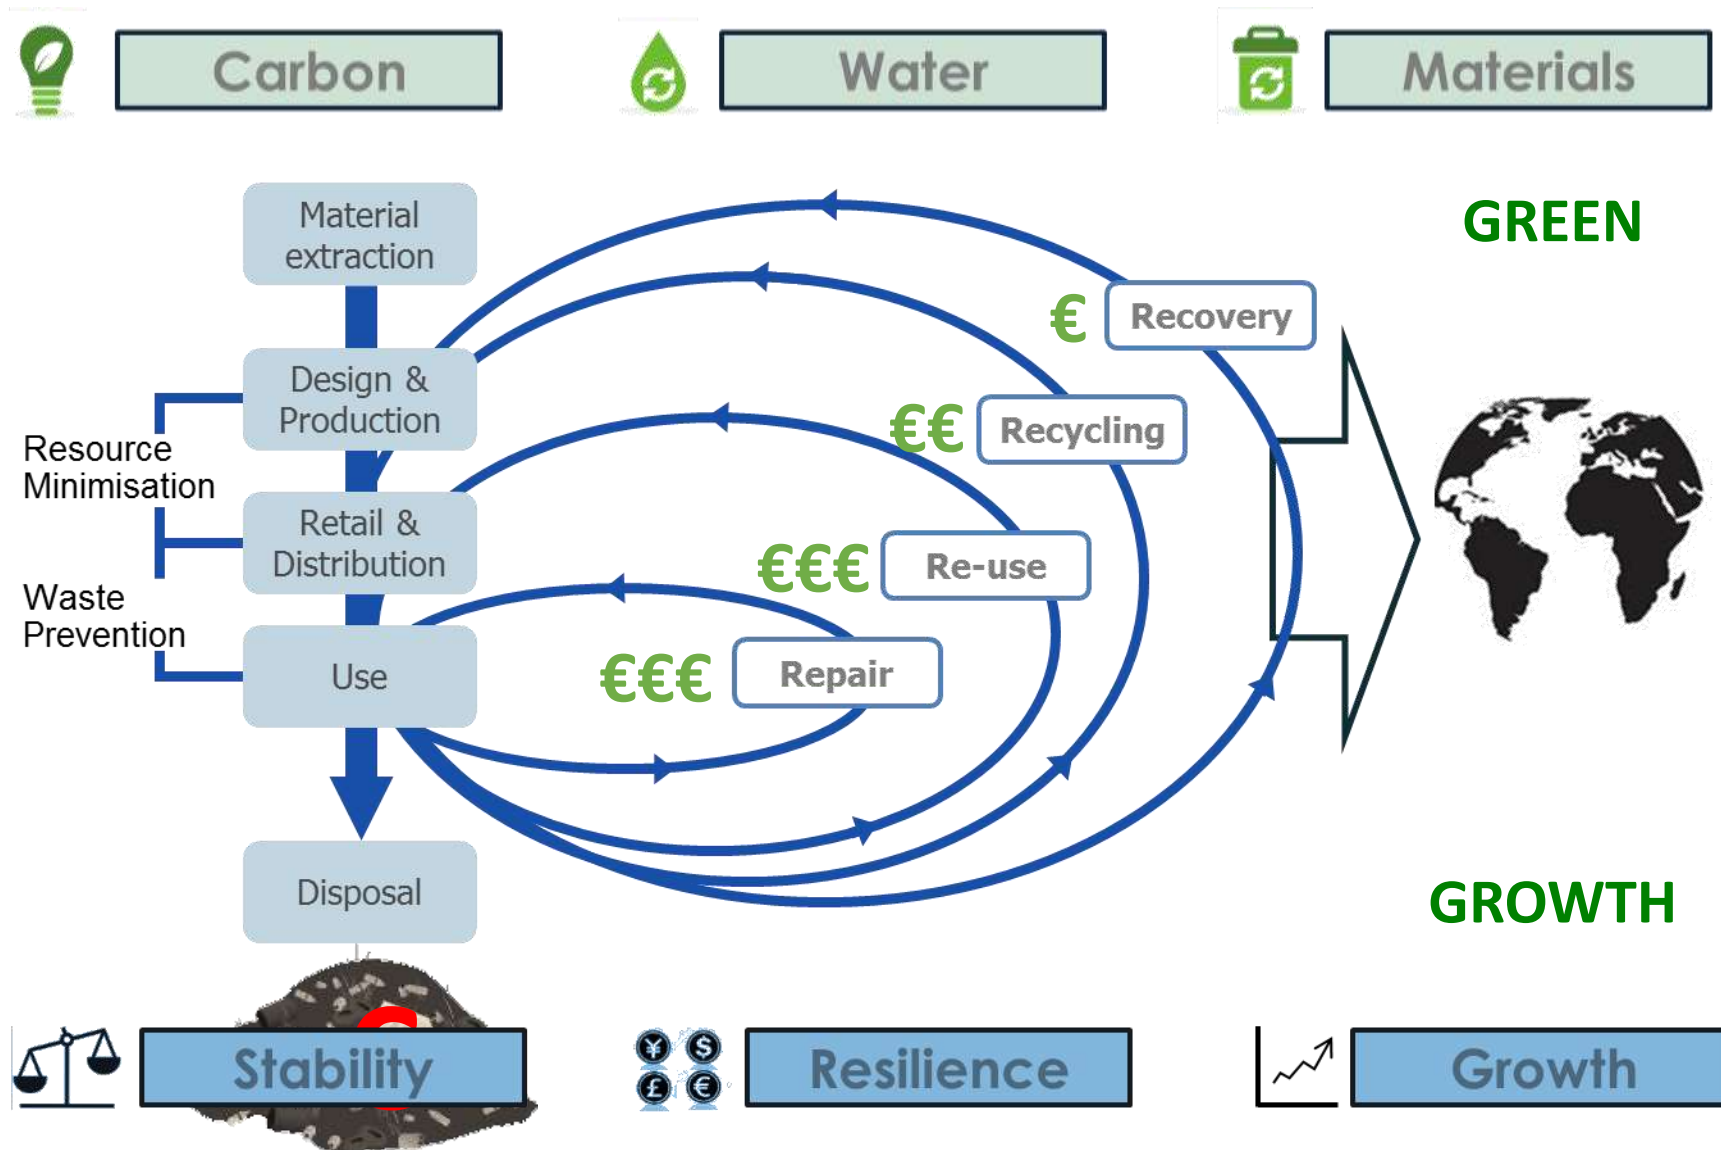 Carbon
Water
Materials
Material
extraction
GREEN
€ Recovery
Design &
Production
€€ Recycling
Resource
Minimisation
Retail &
Distribution
€€€ Re-use
Waste
Prevention
Use
€€€ Repair
Disposal
GROWTH
Stability
¥ $
£ €
Resilience
Growth